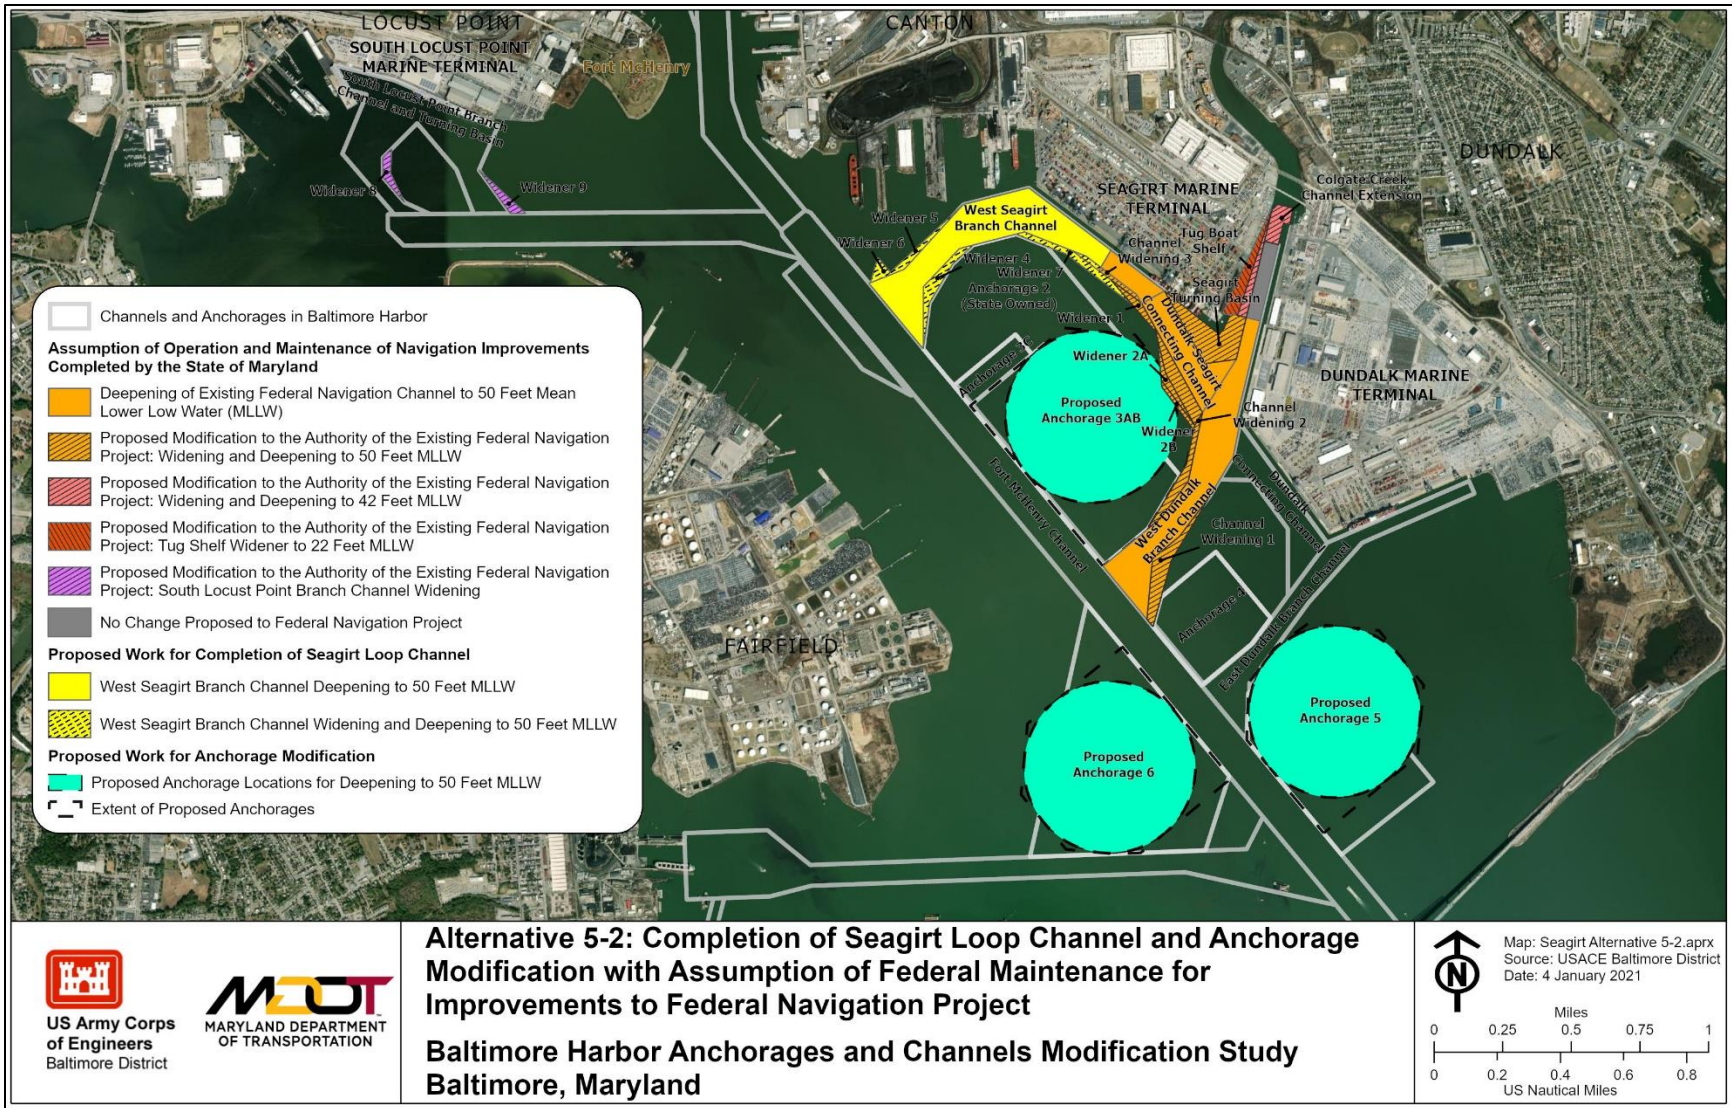 LOCUST POINT
SOUTH LOCUST POINT
MARINE TERMINAL
Fort McHenry
South Locust Point Branch
Channel and Turning Basin
Widener 8
Widener 9
CANTON
DUNDALK
SEAGIRT MARINE
TERMINAL
Colgate Creek
Channel Extension
Tug Boat
Shelf
Seagirt
Turning Basin
West Seagirt
Branch Channel
Widener 5
Widener 6
Widener 4
Widener 7
Channel
Widening 3
Anchorage 2
(State Owned)
Widener 1
Dundalk-Seagirt
Connecting Channel
Widener 2A
Widener
2B
Anchorage 2C
Proposed
Anchorage 3AB
DUNDALK MARINE
TERMINAL
Channel
Widening 2
Dundalk
Connecting Channel
Fort McHenry Channel
West Dundalk
Branch Channel
Channel
Widening 1
Anchorage 4
East Dundalk Branch Channel
FAIRFIELD
Proposed
Anchorage 5
Proposed
Anchorage 6
Channels and Anchorages in Baltimore Harbor
Assumption of Operation and Maintenance of Navigation Improvements
Completed by the State of Maryland
Deepening of Existing Federal Navigation Channel to 50 Feet Mean
Lower Low Water (MLLW)
Proposed Modification to the Authority of the Existing Federal Navigation
Project: Widening and Deepening to 50 Feet MLLW
Proposed Modification to the Authority of the Existing Federal Navigation
Project: Widening and Deepening to 42 Feet MLLW
Proposed Modification to the Authority of the Existing Federal Navigation
Project: Tug Shelf Widener to 22 Feet MLLW
Proposed Modification to the Authority of the Existing Federal Navigation
Project: South Locust Point Branch Channel Widening
No Change Proposed to Federal Navigation Project
Proposed Work for Completion of Seagirt Loop Channel
West Seagirt Branch Channel Deepening to 50 Feet MLLW
West Seagirt Branch Channel Widening and Deepening to 50 Feet MLLW
Proposed Work for Anchorage Modification
Proposed Anchorage Locations for Deepening to 50 Feet MLLW
Extent of Proposed Anchorages
US Army Corps
of Engineers
Baltimore District
MDOT
MARYLAND DEPARTMENT
OF TRANSPORTATION
Alternative 5-2: Completion of Seagirt Loop Channel and Anchorage
Modification with Assumption of Federal Maintenance for
Improvements to Federal Navigation Project
Baltimore Harbor Anchorages and Channels Modification Study
Baltimore, Maryland
N
Map: Seagirt Alternative 5-2.aprx
Source: USACE Baltimore District
Date: 4 January 2021
Miles
0 0.25 0.5 0.75 1
0 0.2 0.4 0.6 0.8
US Nautical Miles